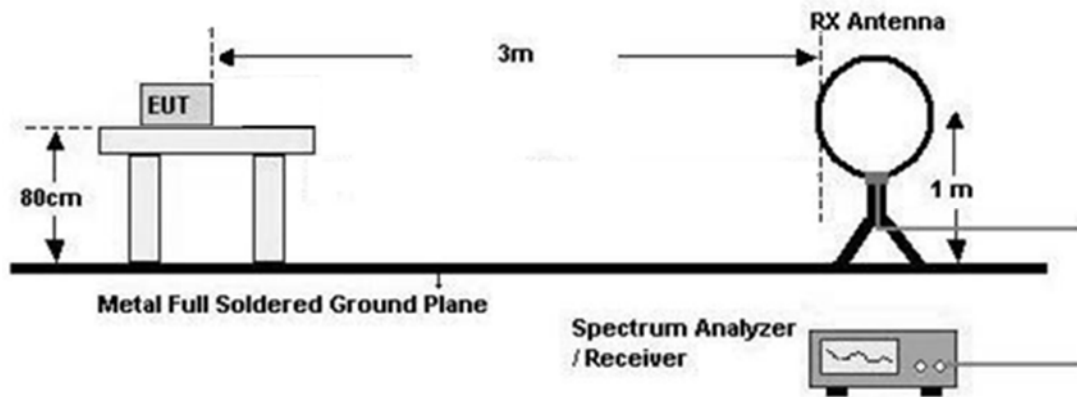 RX Antenna
3m
EUT
80cm
1 m
Metal Full Soldered Ground Plane
Spectrum Analyzer
/ Receiver